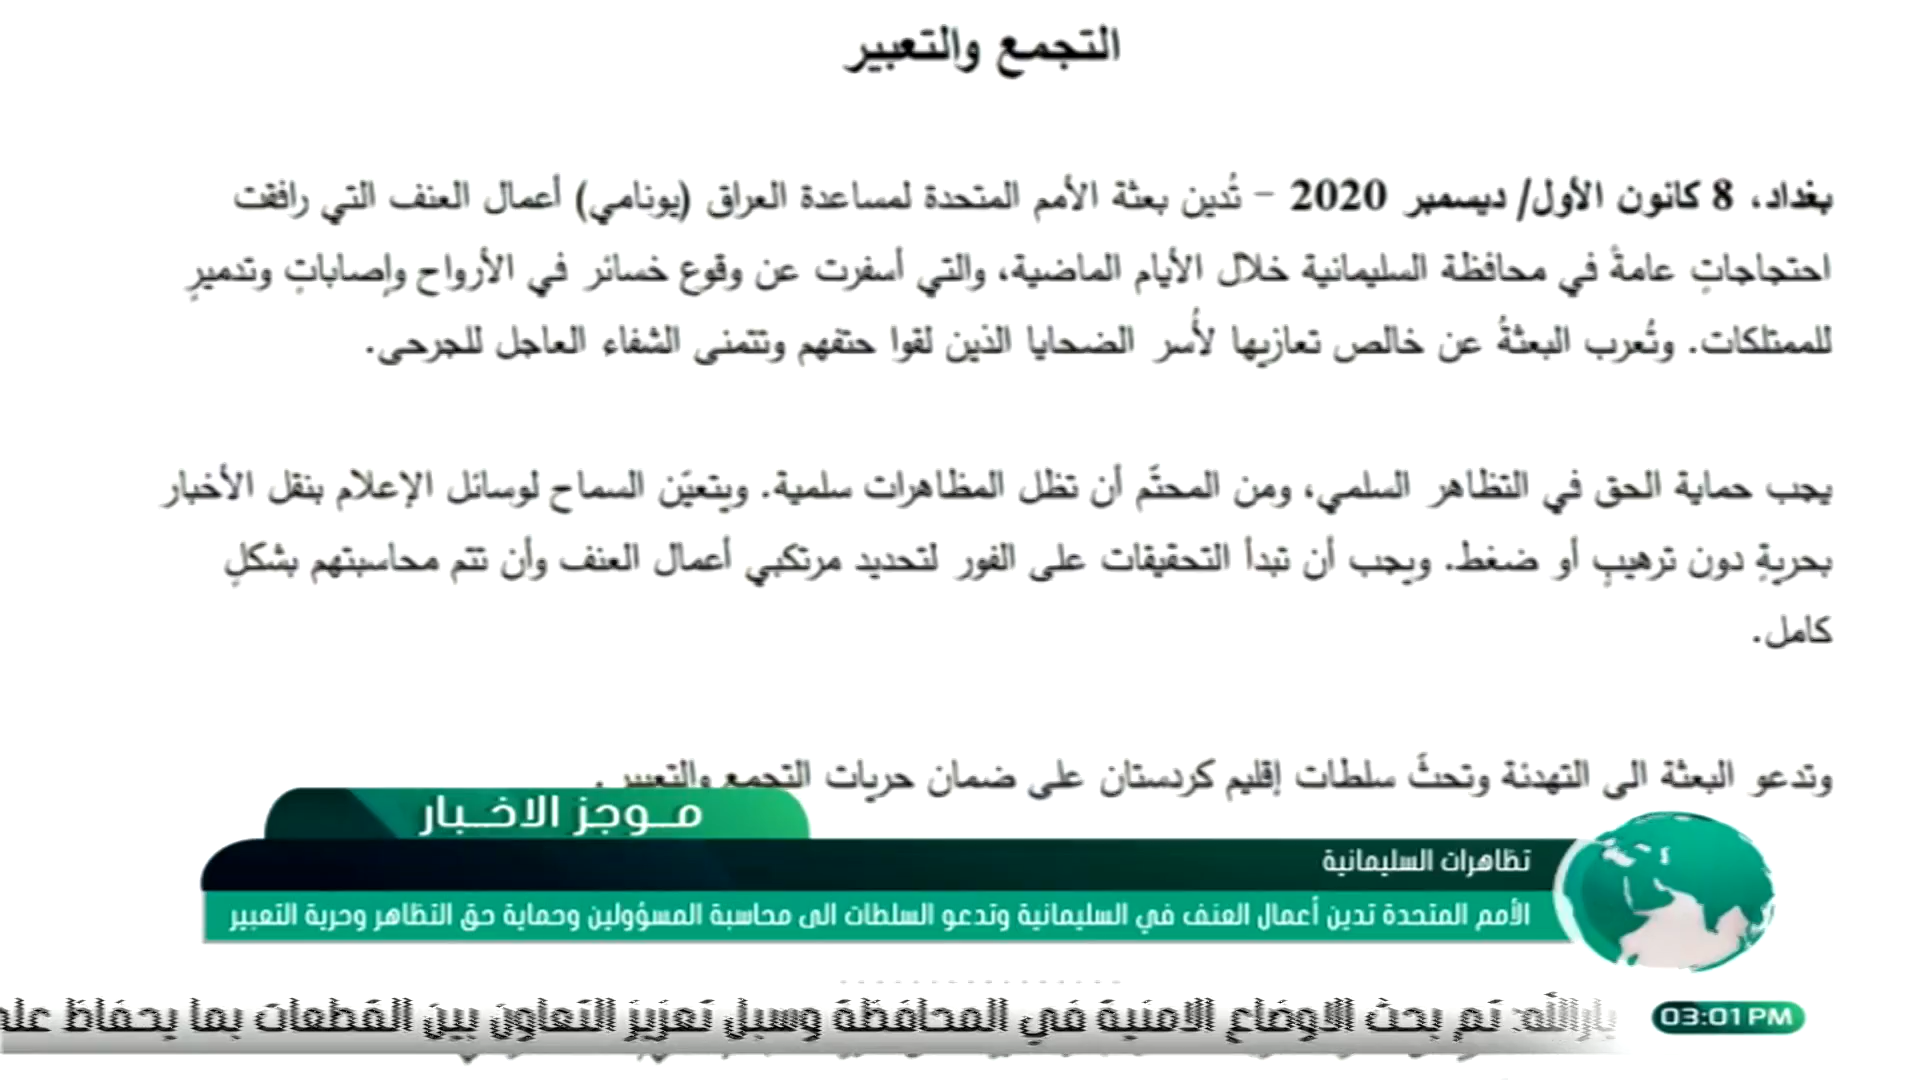 التجمع والتعبير
بغداد، 8 كانون الأول/ ديسمبر 2020 – تُدين بعثة الأمم المتحدة لمساعدة العراق (يونامي) أعمال العنف التي رافقت
احتجاجاتٍ عامةً في محافظة السليمانية خلال الأيام الماضية، والتي أسفرت عن وقوع خسائر في الأرواح وإصاباتٍ وتدميرٍ
للممتلكات. وتُعرب البعثةُ عن خالص تعازيها لأُسر الضحايا الذين لقوا حتفهم وتتمنى الشفاء العاجل للجرحى.
يجب حماية الحق في التظاهر السلمي، ومن المحتّم أن تظل المظاهرات سلمية. ويتعيّن السماح لوسائل الإعلام بنقل الأخبار
بحريةٍ دون ترهيبٍ أو ضغط. ويجب أن تبدأ التحقيقات على الفور لتحديد مرتكبي أعمال العنف وأن تتم محاسبتهم بشكلٍ
كامل.
وتدعو البعثة الى التهدئة وتحثّ سلطات إقليم كردستان على ضمان حريات التجمع والتعبير.
موجز الاخبار
تظاهرات السليمانية
الأمم المتحدة تدين أعمال العنف في السليمانية وتدعو السلطات الى محاسبة المسؤولين وحماية حق التظاهر وحرية التعبير
يارالله: تم بحث الاوضاع الامنية في المحافظة وسبل تعزيز التعاون بين القطعات بما يحفاظ
03:01 PM